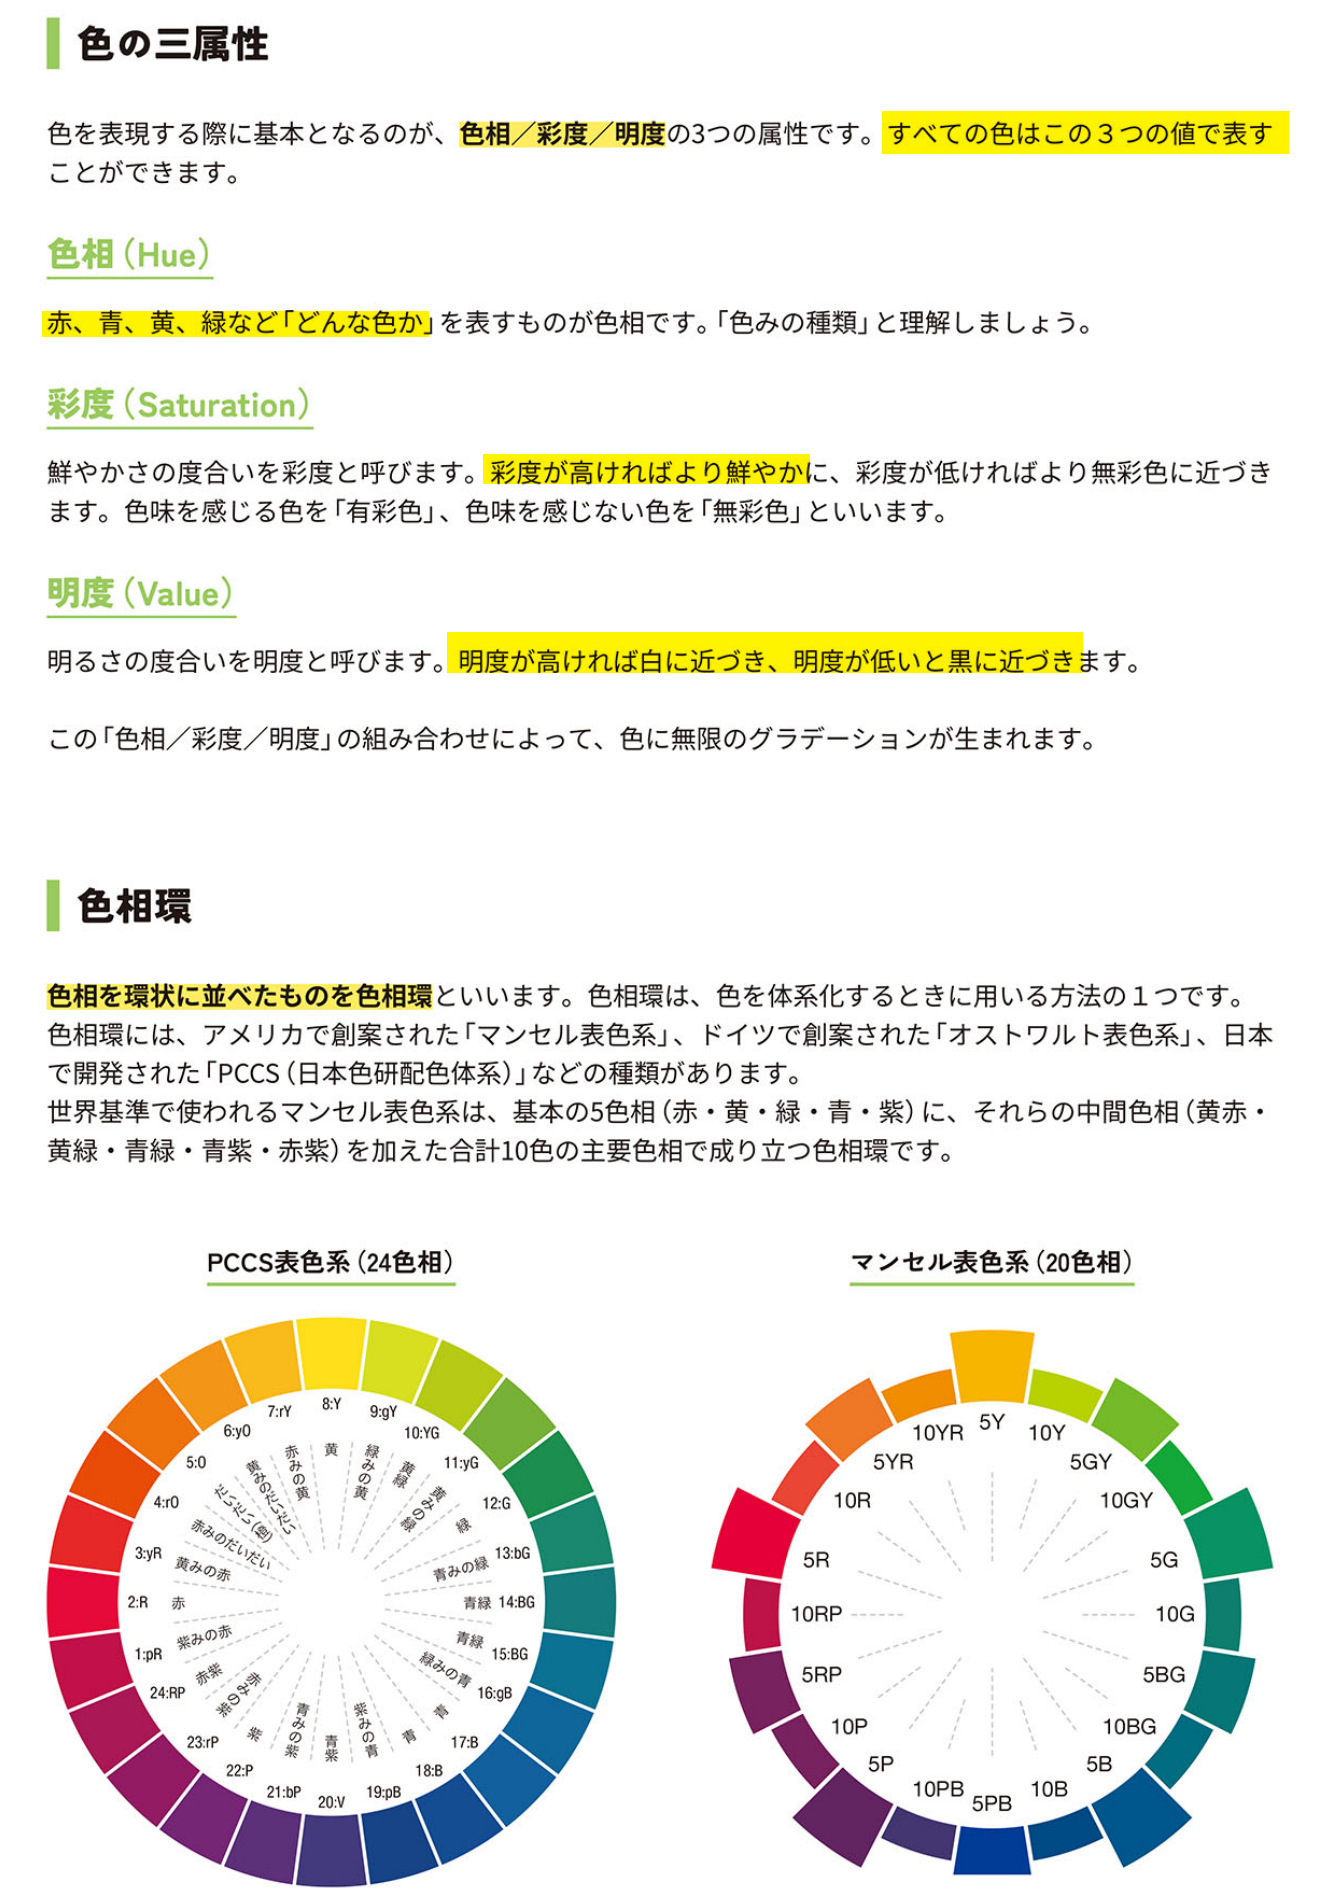 色の三属性
色を表現する際に基本となるのが、色相／彩度／明度の3つの属性です。すべての色はこの３つの値で表す
ことができます。
色相（Hue）
赤、青、黄、緑など「どんな色か」を表すものが色相です。「色みの種類」と理解しましょう。
彩度（Saturation）
鮮やかさの度合いを彩度と呼びます。彩度が高ければより鮮やかに、彩度が低ければより無彩色に近づき
ます。色味を感じる色を「有彩色」、色味を感じない色を「無彩色」といいます。
明度（Value）
明るさの度合いを明度と呼びます。明度が高ければ白に近づき、明度が低いと黒に近づきます。
この「色相／彩度／明度」の組み合わせによって、色に無限のグラデーションが生まれます。
色相環
色相を環状に並べたものを色相環といいます。色相環は、色を体系化するときに用いる方法の１つです。
色相環には、アメリカで創案された「マンセル表色系」、ドイツで創案された「オストワルト表色系」、日本
で開発された「PCCS（日本色研配色体系）」などの種類があります。
世界基準で使われるマンセル表色系は、基本の5色相（赤・黄・緑・青・紫）に、それらの中間色相（黄赤・
黄緑・青緑・青紫・赤紫）を加えた合計10色の主要色相で成り立つ色相環です。
PCCS表色系（24色相）
8:Y
黄
9:gY
緑みの黄
10:YG
黄緑
11:yG
黄みの緑
12:G
緑
13:bG
青みの緑
14:BG
青緑
15:BG
青緑
16:gB
緑みの青
17:B
青
18:B
青
19:pB
紫みの青
20:V
青紫
21:bP
青みの紫
22:P
紫
23:rP
赤みの紫
24:RP
赤紫
1:pR
紫みの赤
2:R
赤
3:yR
黄みの赤
4:rO
赤みのだいだい
5:O
だいだい（橙）
6:yO
黄みのだいだい
7:rY
赤みの黄
マンセル表色系（20色相）
5Y
10Y
5GY
10GY
5G
10G
5BG
10BG
5B
10B
5PB
10PB
5P
10P
5RP
10RP
5R
10R
5YR
10YR